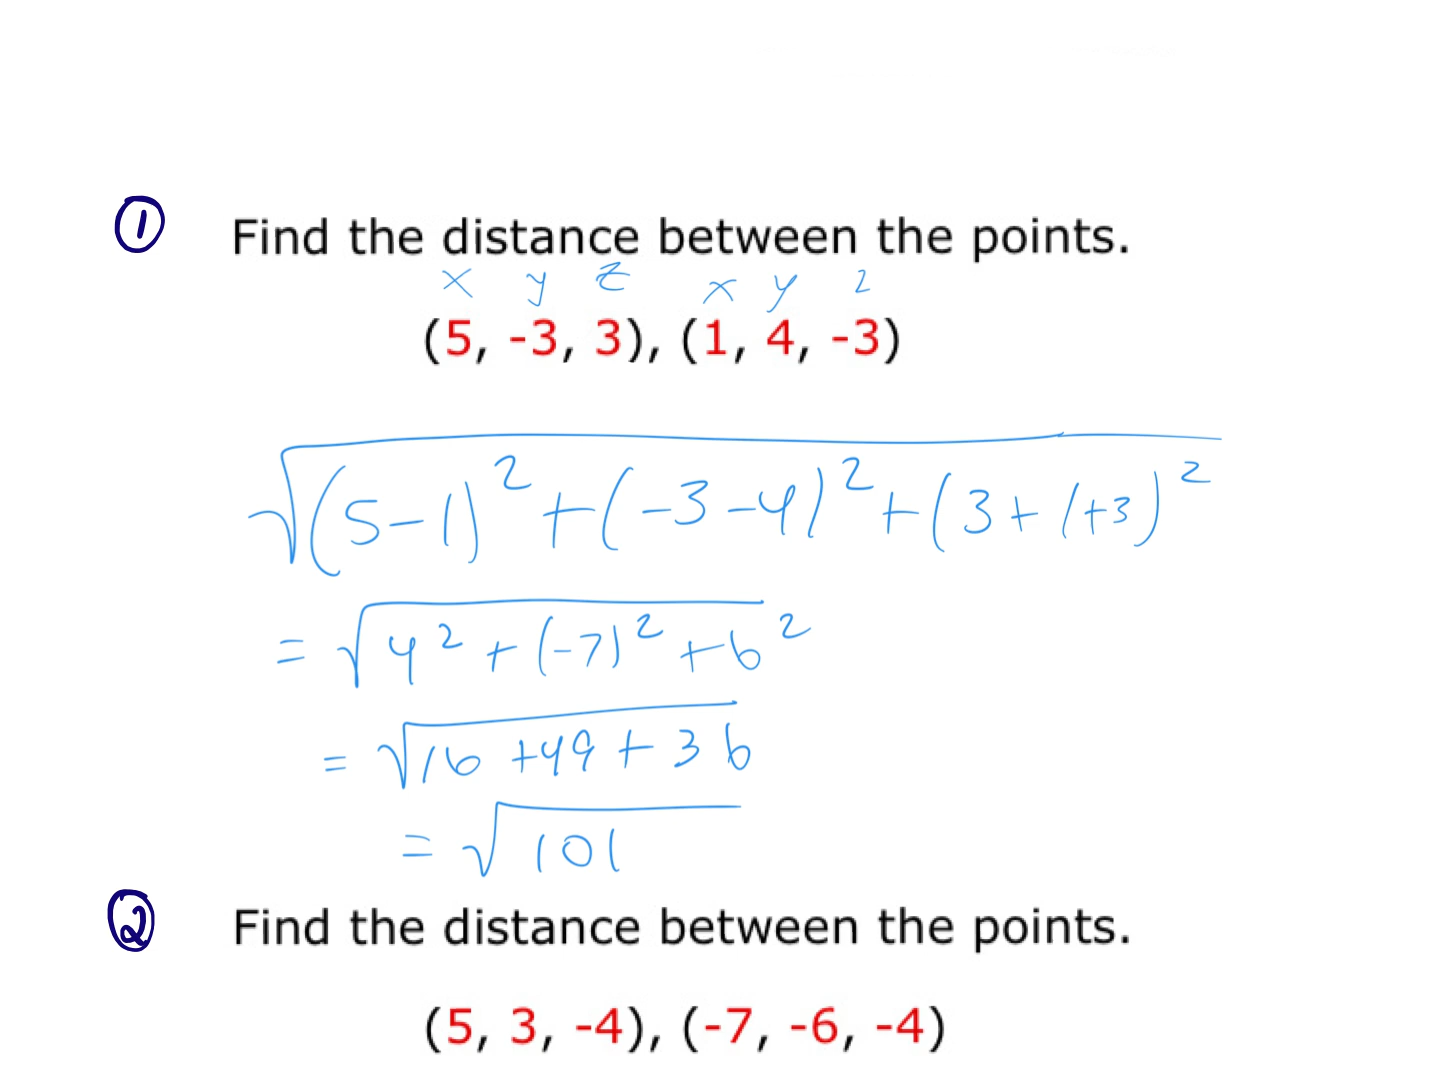 ① Find the distance between the points.
x y z x y z
(5, -3, 3), (1, 4, -3)
√(5-1)² + (-3-4)² + (3+/+3)²
= √4² + (-7)² + 6²
= √16 + 49 + 36
= √101
② Find the distance between the points.
(5, 3, -4), (-7, -6, -4)